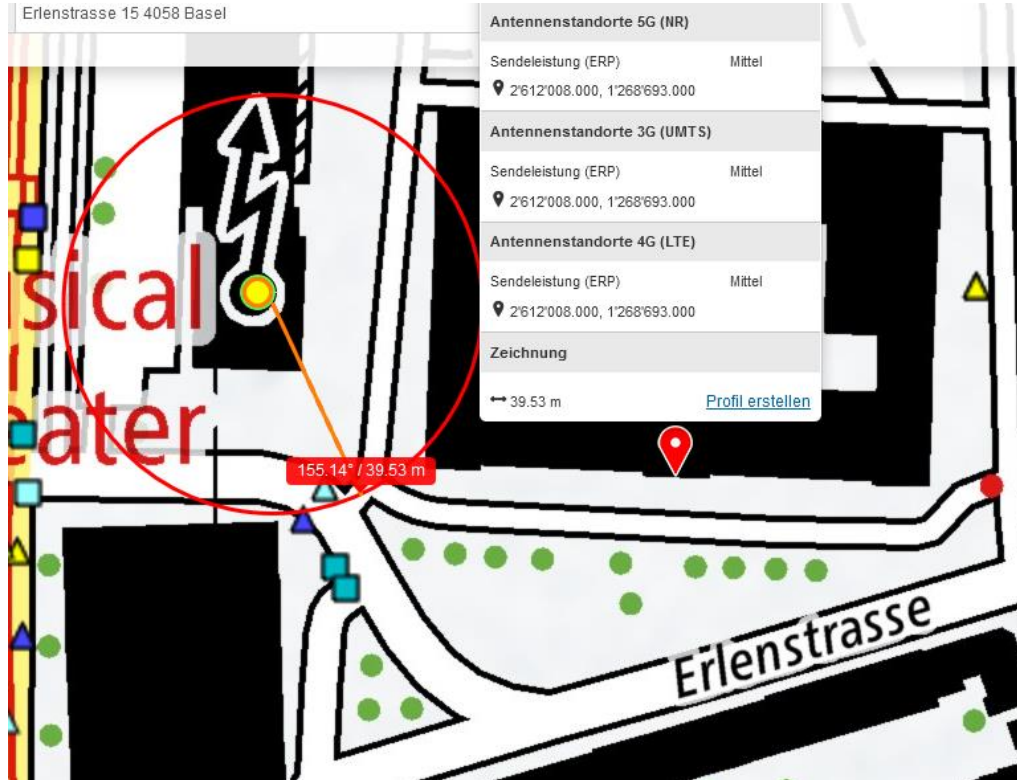 Erlenstrasse 15 4058 Basel
Antennenstandorte 5G (NR)
Sendeleistung (ERP) Mittel
2'612'008.000, 1'268'693.000
Antennenstandorte 3G (UMTS)
Sendeleistung (ERP) Mittel
2'612'008.000, 1'268'693.000
Antennenstandorte 4G (LTE)
Sendeleistung (ERP) Mittel
2'612'008.000, 1'268'693.000
Zeichnung
39.53 m Profil erstellen
sical
eater
155.14° / 39.53 m
Erlenstrasse